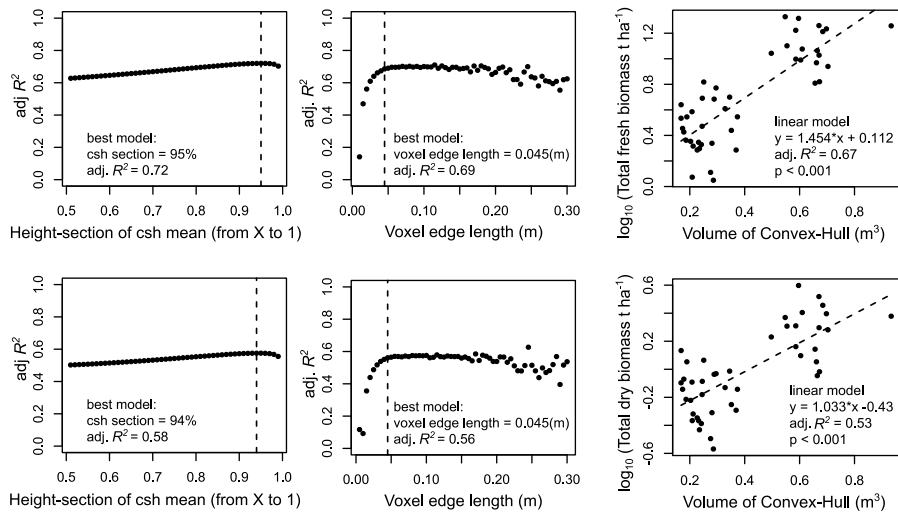 adj R²
0.0 0.2 0.4 0.6 0.8 1.0
best model:
csh section = 95%
adj. R² = 0.72
0.5 0.6 0.7 0.8 0.9 1.0
Height-section of csh mean (from X to 1)
adj. R²
0.0 0.2 0.4 0.6 0.8 1.0
best model:
voxel edge length = 0.045(m)
adj. R² = 0.69
0.00 0.10 0.20 0.30
Voxel edge length (m)
log₁₀ (Total fresh biomass t ha⁻¹)
0.0 0.4 0.8 1.2
linear model
y = 1.454*x + 0.112
adj. R² = 0.67
p < 0.001
0.2 0.4 0.6 0.8
Volume of Convex-Hull (m³)
adj R²
0.0 0.2 0.4 0.6 0.8 1.0
best model:
csh section = 94%
adj. R² = 0.58
0.5 0.6 0.7 0.8 0.9 1.0
Height-section of csh mean (from X to 1)
adj. R²
0.0 0.2 0.4 0.6 0.8 1.0
best model:
voxel edge length = 0.045(m)
adj. R² = 0.56
0.00 0.10 0.20 0.30
Voxel edge length (m)
log₁₀ (Total dry biomass t ha⁻¹)
-0.6 -0.2 0.2 0.6
linear model
y = 1.033*x -0.43
adj. R² = 0.53
p < 0.001
0.2 0.4 0.6 0.8
Volume of Convex-Hull (m³)